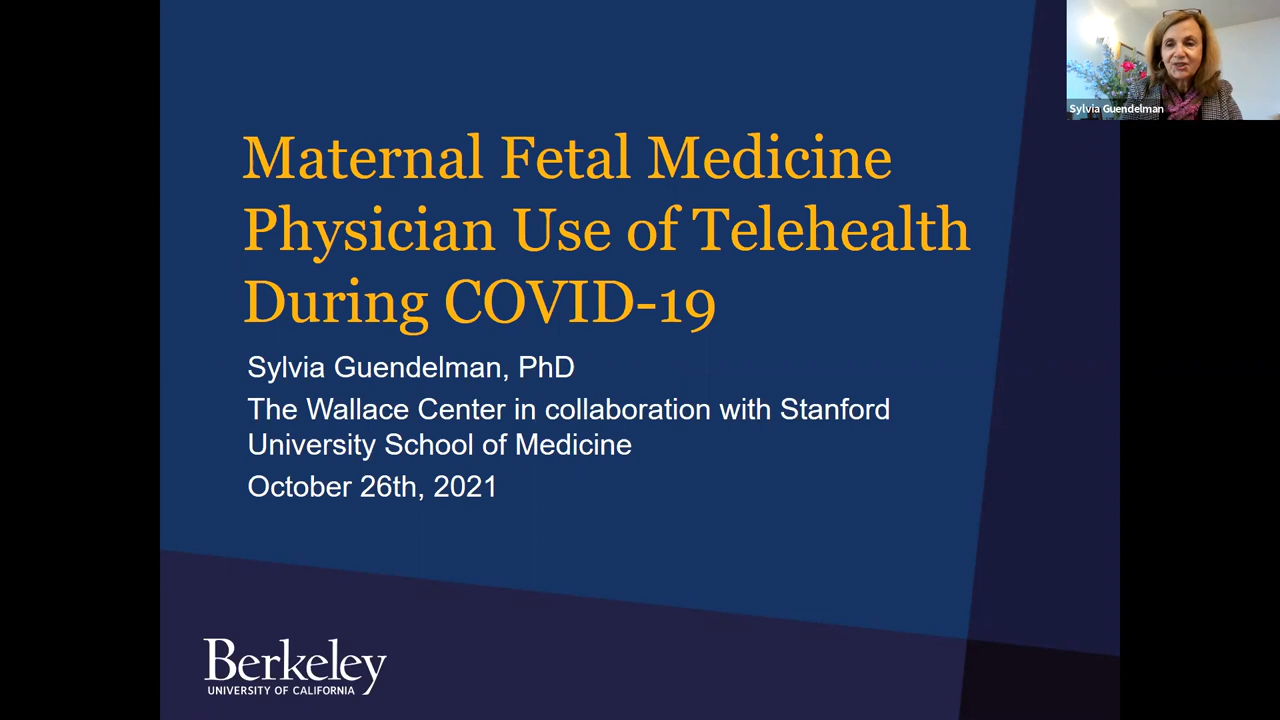 Maternal Fetal Medicine
Physician Use of Telehealth
During COVID-19
Sylvia Guendelman, PhD
The Wallace Center in collaboration with Stanford
University School of Medicine
October 26th, 2021
Berkeley
UNIVERSITY OF CALIFORNIA
Sylvia Guendelman